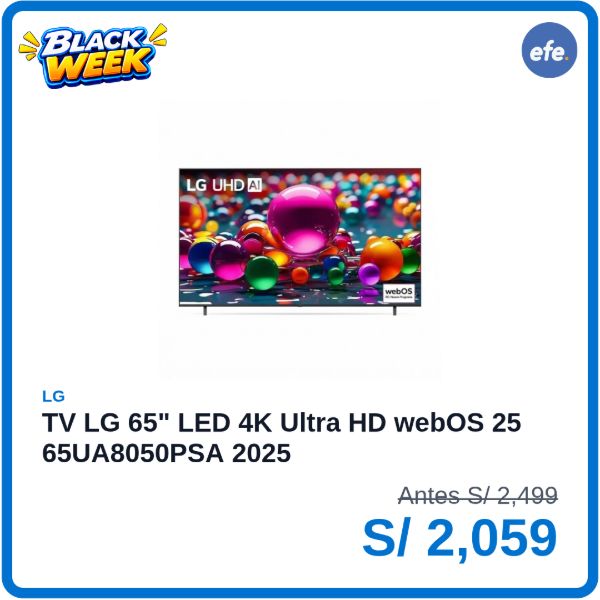 BLACK
WEEK
efe.
LG UHD AI
webOS
LG
TV LG 65" LED 4K Ultra HD webOS 25
65UA8050PSA 2025
Antes S/ 2,499
S/ 2,059